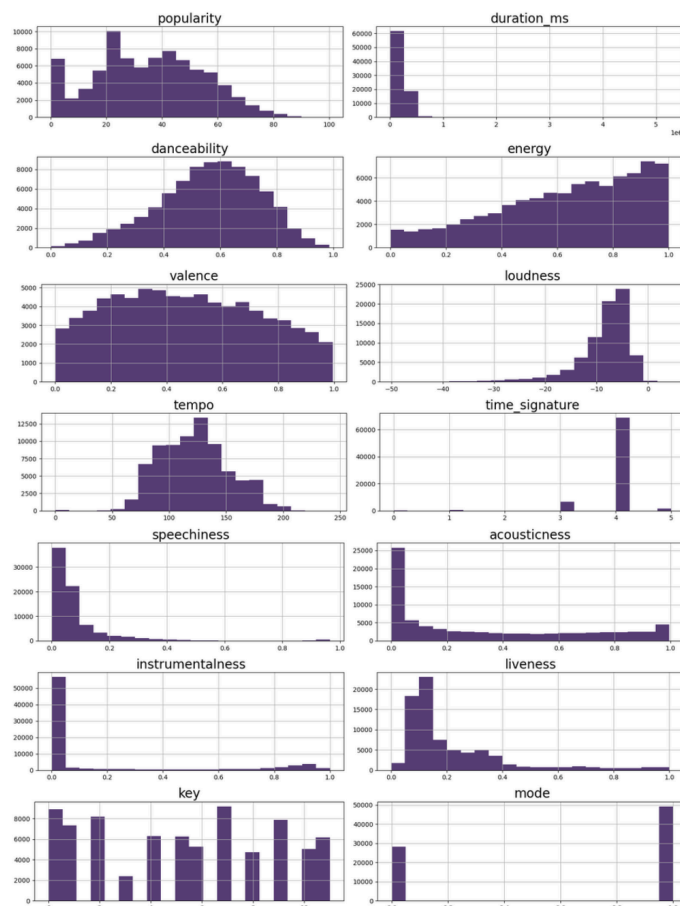 popularity
duration_ms
10000
8000
6000
4000
2000
0
0 20 40 60 80 100
60000
50000
40000
30000
20000
10000
0
0 1 2 3 4 5
1e6
danceability
energy
8000
6000
4000
2000
0
0.0 0.2 0.4 0.6 0.8 1.0
6000
4000
2000
0
0.0 0.2 0.4 0.6 0.8 1.0
valence
loudness
5000
4000
3000
2000
1000
0
0.0 0.2 0.4 0.6 0.8 1.0
25000
20000
15000
10000
5000
0
−50 −40 −30 −20 −10 0
tempo
time_signature
12500
10000
7500
5000
2500
0
0 50 100 150 200 250
60000
40000
20000
0
0 1 2 3 4 5
speechiness
acousticness
30000
20000
10000
0
0.0 0.2 0.4 0.6 0.8 1.0
25000
20000
15000
10000
5000
0
0.0 0.2 0.4 0.6 0.8 1.0
instrumentalness
liveness
50000
40000
30000
20000
10000
0
0.0 0.2 0.4 0.6 0.8 1.0
20000
15000
10000
5000
0
0.0 0.2 0.4 0.6 0.8 1.0
key
mode
8000
6000
4000
2000
0
50000
40000
30000
20000
10000
0